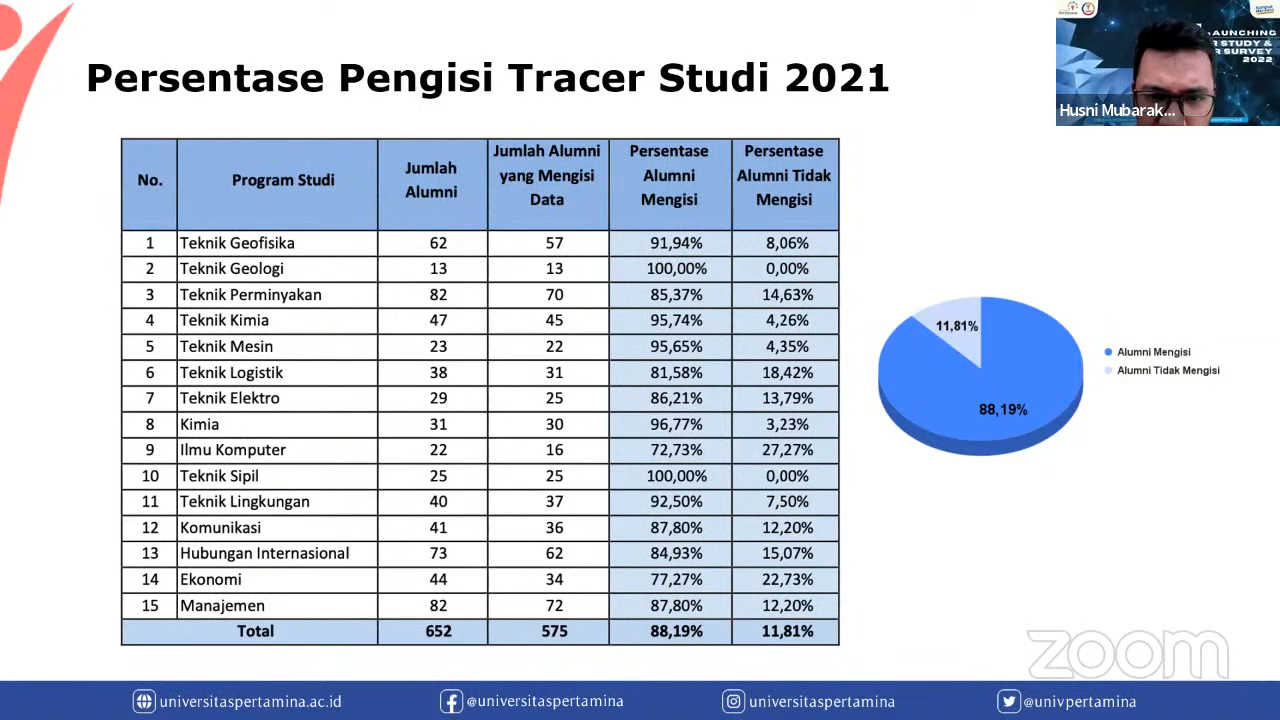 Persentase Pengisi Tracer Studi 2021
LAUNCHING
STUDY &
SURVEY
2022
Husni Mubarak...
No. Program Studi Jumlah Alumni Jumlah Alumni yang Mengisi Data Persentase Alumni Mengisi Persentase Alumni Tidak Mengisi
1 Teknik Geofisika 62 57 91,94% 8,06%
2 Teknik Geologi 13 13 100,00% 0,00%
3 Teknik Perminyakan 82 70 85,37% 14,63%
4 Teknik Kimia 47 45 95,74% 4,26%
5 Teknik Mesin 23 22 95,65% 4,35%
6 Teknik Logistik 38 31 81,58% 18,42%
7 Teknik Elektro 29 25 86,21% 13,79%
8 Kimia 31 30 96,77% 3,23%
9 Ilmu Komputer 22 16 72,73% 27,27%
10 Teknik Sipil 25 25 100,00% 0,00%
11 Teknik Lingkungan 40 37 92,50% 7,50%
12 Komunikasi 41 36 87,80% 12,20%
13 Hubungan Internasional 73 62 84,93% 15,07%
14 Ekonomi 44 34 77,27% 22,73%
15 Manajemen 82 72 87,80% 12,20%
Total 652 575 88,19% 11,81%
11,81%
88,19%
Alumni Mengisi
Alumni Tidak Mengisi
zoom
universitaspertamina.ac.id @universitaspertamina universitaspertamina @univpertamina